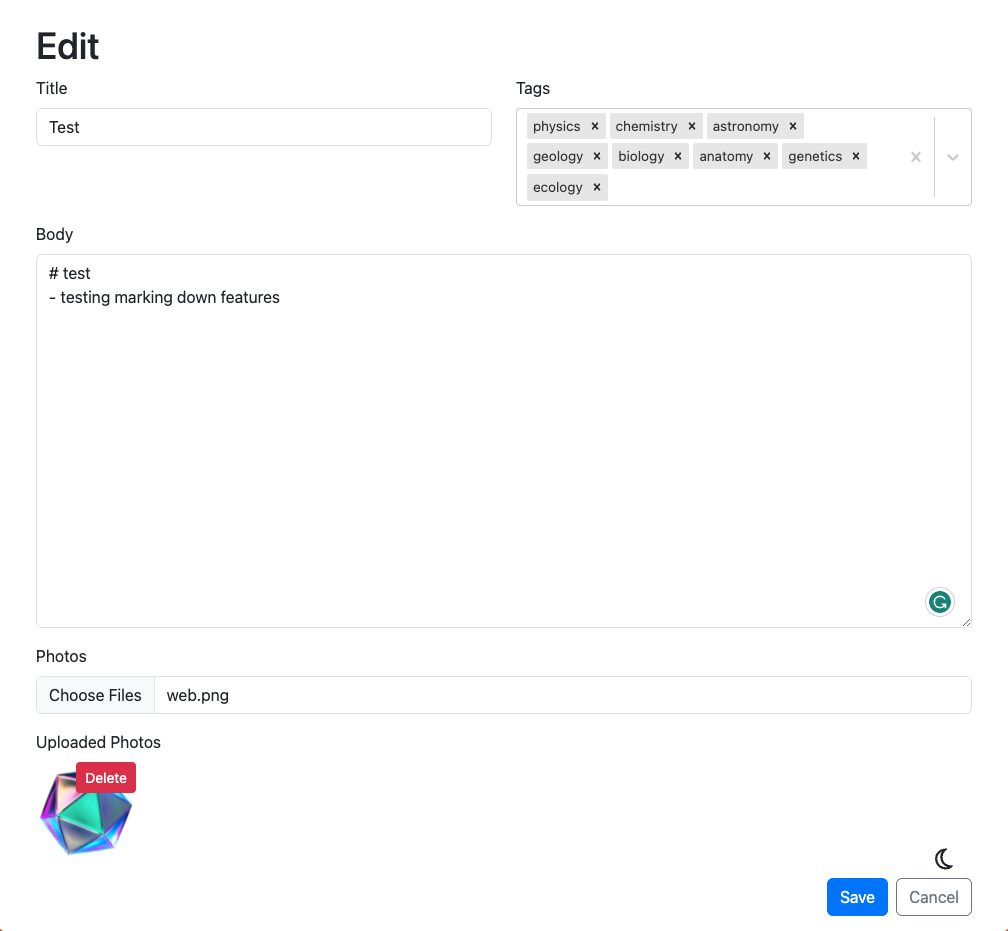 Edit
Title
Tags
Test
physics × chemistry × astronomy ×
geology × biology × anatomy × genetics ×
ecology ×
Body
# test
- testing marking down features
Photos
Choose Files web.png
Uploaded Photos
Delete
Save Cancel